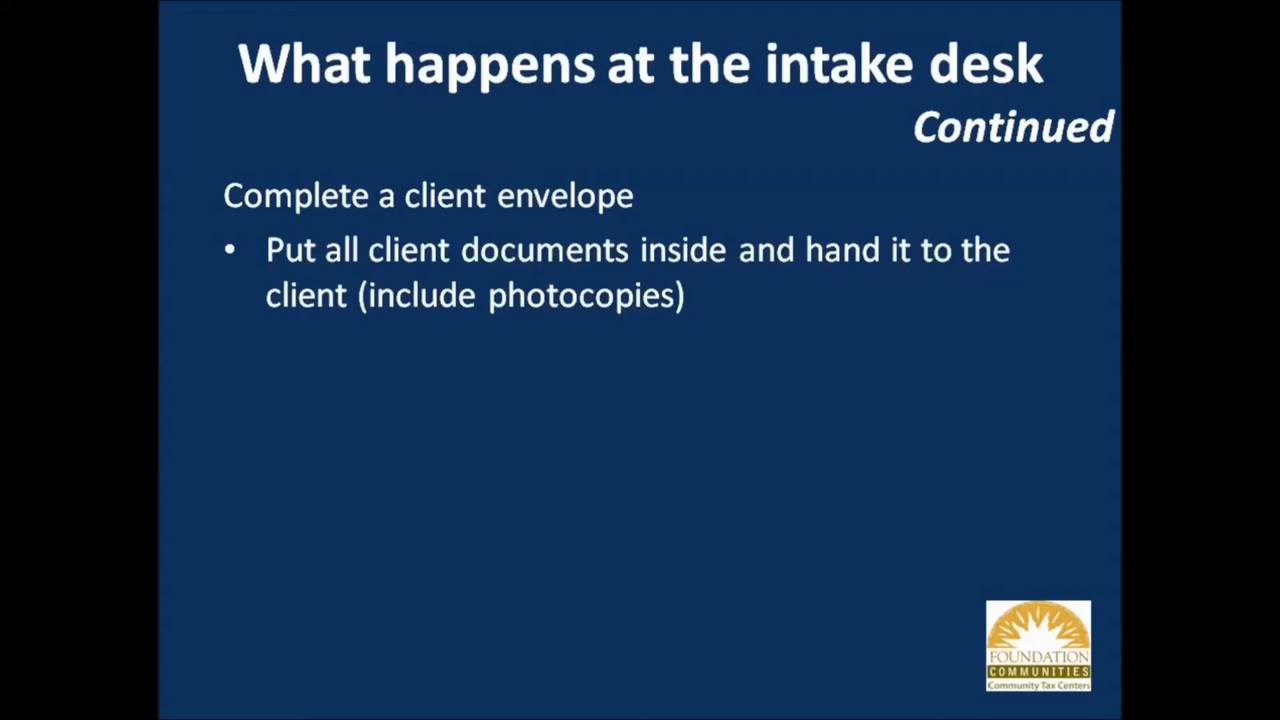 What happens at the intake desk
Continued
Complete a client envelope
• Put all client documents inside and hand it to the
client (include photocopies)
FOUNDATION
COMMUNITIES
Community Tax Centers